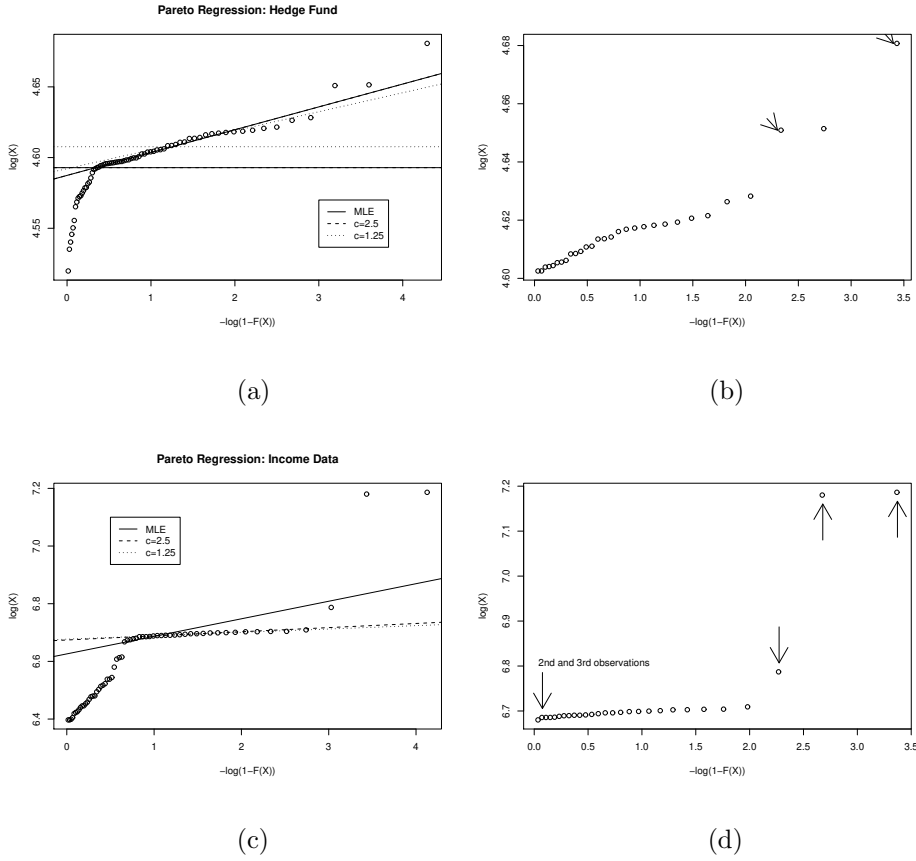 Pareto Regression: Hedge Fund
log(X)
4.65
4.60
4.55
MLE
c=2.5
c=1.25
0 1 2 3 4
−log(1−F(X))
(a)
log(X)
4.68
4.66
4.64
4.62
4.60
0.0 0.5 1.0 1.5 2.0 2.5 3.0 3.5
−log(1−F(X))
(b)
Pareto Regression: Income Data
log(X)
7.2
7.0
6.8
6.6
6.4
MLE
c=2.5
c=1.25
0 1 2 3 4
−log(1−F(X))
(c)
log(X)
7.2
7.1
7.0
6.9
6.8
6.7
2nd and 3rd observations
0.0 0.5 1.0 1.5 2.0 2.5 3.0 3.5
−log(1−F(X))
(d)